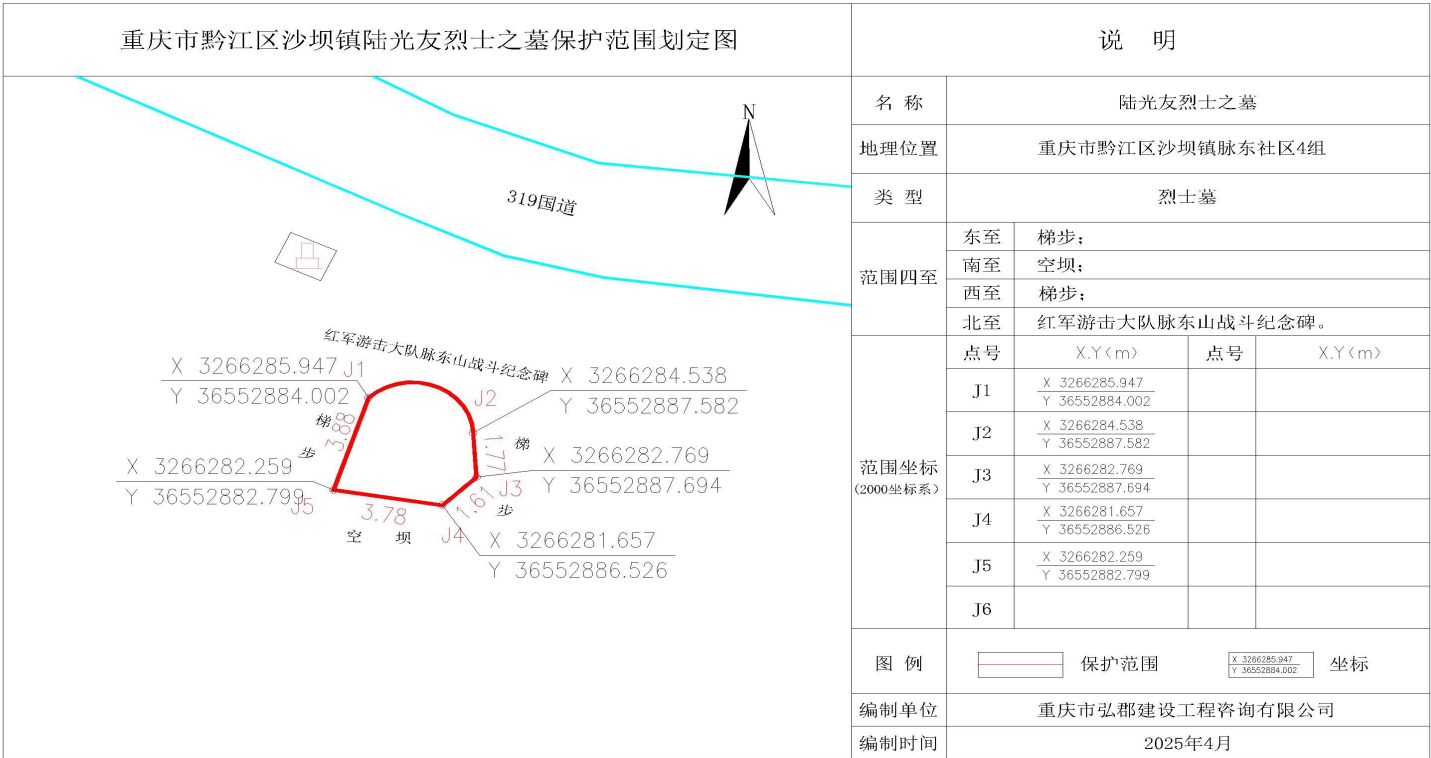 重庆市黔江区沙坝镇陆光友烈士之墓保护范围划定图
N
319国道
红军游击大队脉东山战斗纪念碑
X 3266285.947
Y 36552884.002
J1
J2
X 3266284.538
Y 36552887.582
梯
步
3.88
1.77
梯
步
X 3266282.769
Y 36552887.694
J3
X 3266282.259
Y 36552882.799
J5
3.78
1.61
J4
空 坝
X 3266281.657
Y 36552886.526
说 明
名 称 陆光友烈士之墓
地理位置 重庆市黔江区沙坝镇脉东社区4组
类 型 烈士墓
范围四至
东至 梯步;
南至 空坝;
西至 梯步;
北至 红军游击大队脉东山战斗纪念碑。
范围坐标
(2000坐标系)
点号 X.Y(m) 点号 X.Y(m)
J1
X 3266285.947
Y 36552884.002
J2
X 3266284.538
Y 36552887.582
J3
X 3266282.769
Y 36552887.694
J4
X 3266281.657
Y 36552886.526
J5
X 3266282.259
Y 36552882.799
J6
图 例
保护范围
X 3266285.947
Y 36552884.002
坐标
编制单位 重庆市弘郡建设工程咨询有限公司
编制时间 2025年4月